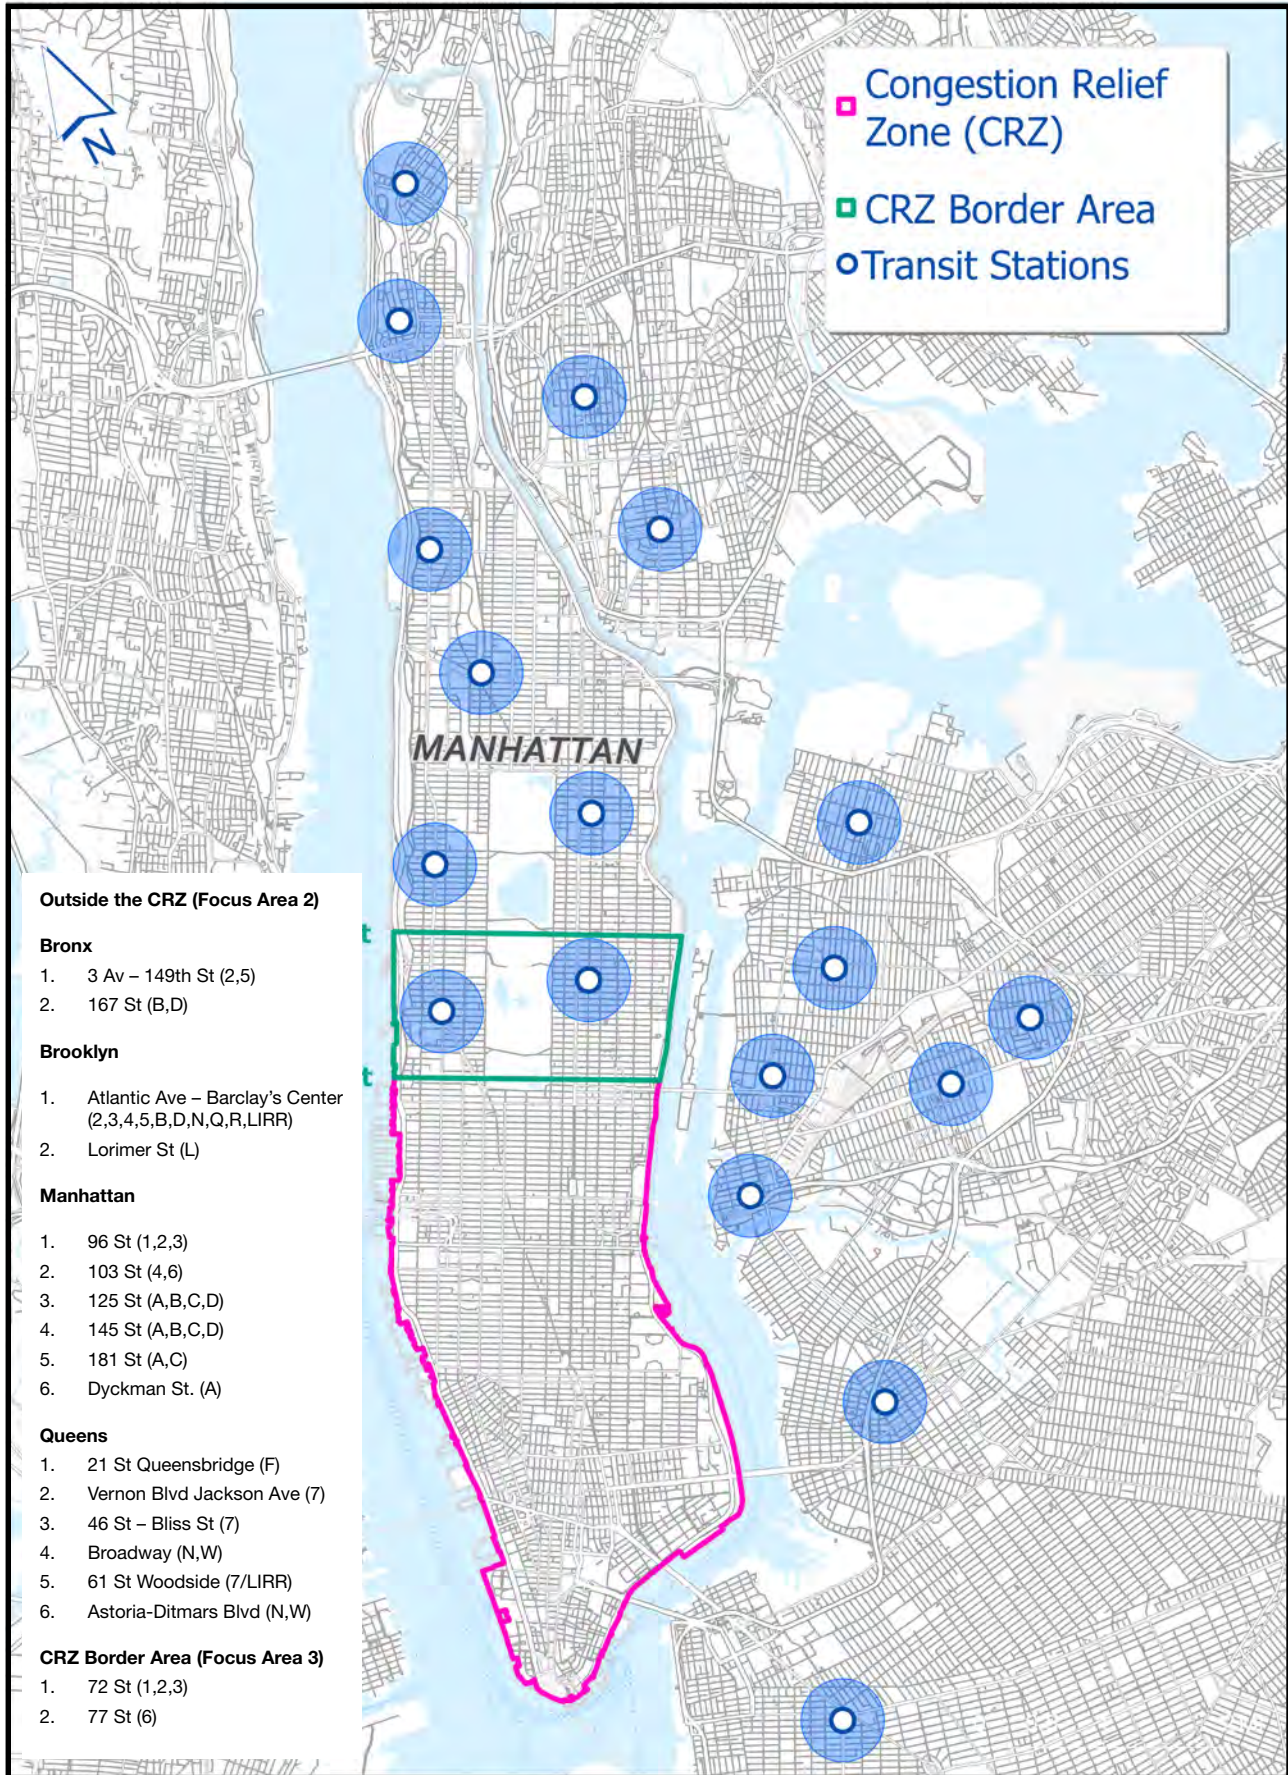 N
Congestion Relief
Zone (CRZ)
CRZ Border Area
Transit Stations
MANHATTAN
t
t
Outside the CRZ (Focus Area 2)
Bronx
1. 3 Av – 149th St (2,5)
2. 167 St (B,D)
Brooklyn
1. Atlantic Ave – Barclay’s Center
(2,3,4,5,B,D,N,Q,R,LIRR)
2. Lorimer St (L)
Manhattan
1. 96 St (1,2,3)
2. 103 St (4,6)
3. 125 St (A,B,C,D)
4. 145 St (A,B,C,D)
5. 181 St (A,C)
6. Dyckman St. (A)
Queens
1. 21 St Queensbridge (F)
2. Vernon Blvd Jackson Ave (7)
3. 46 St – Bliss St (7)
4. Broadway (N,W)
5. 61 St Woodside (7/LIRR)
6. Astoria-Ditmars Blvd (N,W)
CRZ Border Area (Focus Area 3)
1. 72 St (1,2,3)
2. 77 St (6)